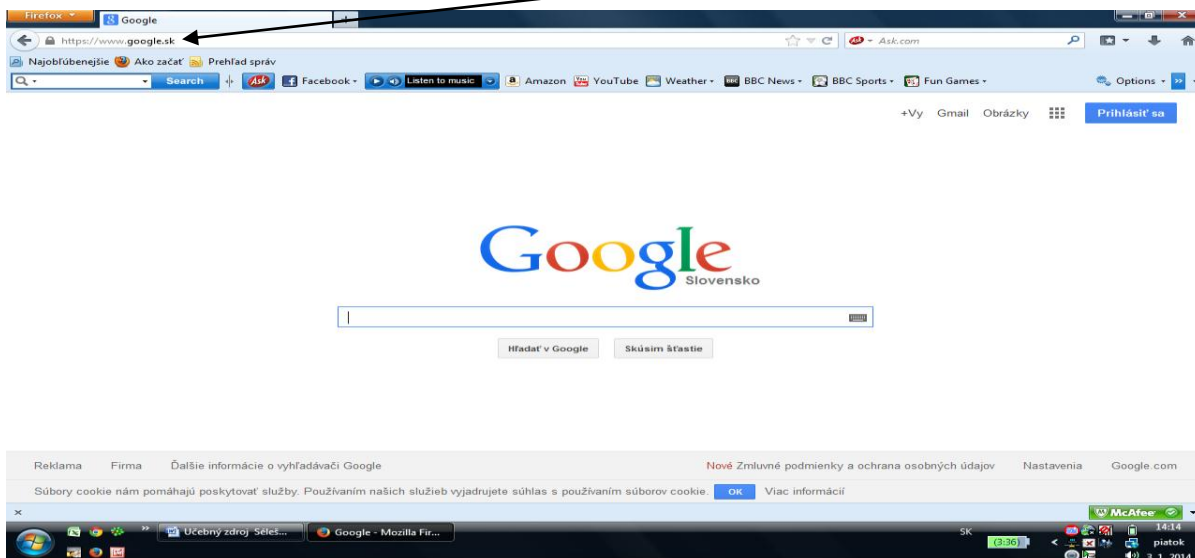 Firefox
Google
https://www.google.sk
Ask.com
Najobľúbenejšie Ako začať Prehľad správ
Search Ask Facebook Listen to music Amazon YouTube Weather BBC News BBC Sports Fun Games Options
+Vy Gmail Obrázky Prihlásiť sa
Google
Slovensko
Hľadať v Google Skúsim šťastie
Reklama Firma Ďalšie informácie o vyhľadávači Google Nové Zmluvné podmienky a ochrana osobných údajov Nastavenia Google.com
Súbory cookie nám pomáhajú poskytovať služby. Používaním našich služieb vyjadrujete súhlas s používaním súborov cookie. OK Viac informácií
McAfee
Učebný zdroj Séleš... Google - Mozilla Fir... SK 14:14
(3:36) piatok
3. 1. 2014